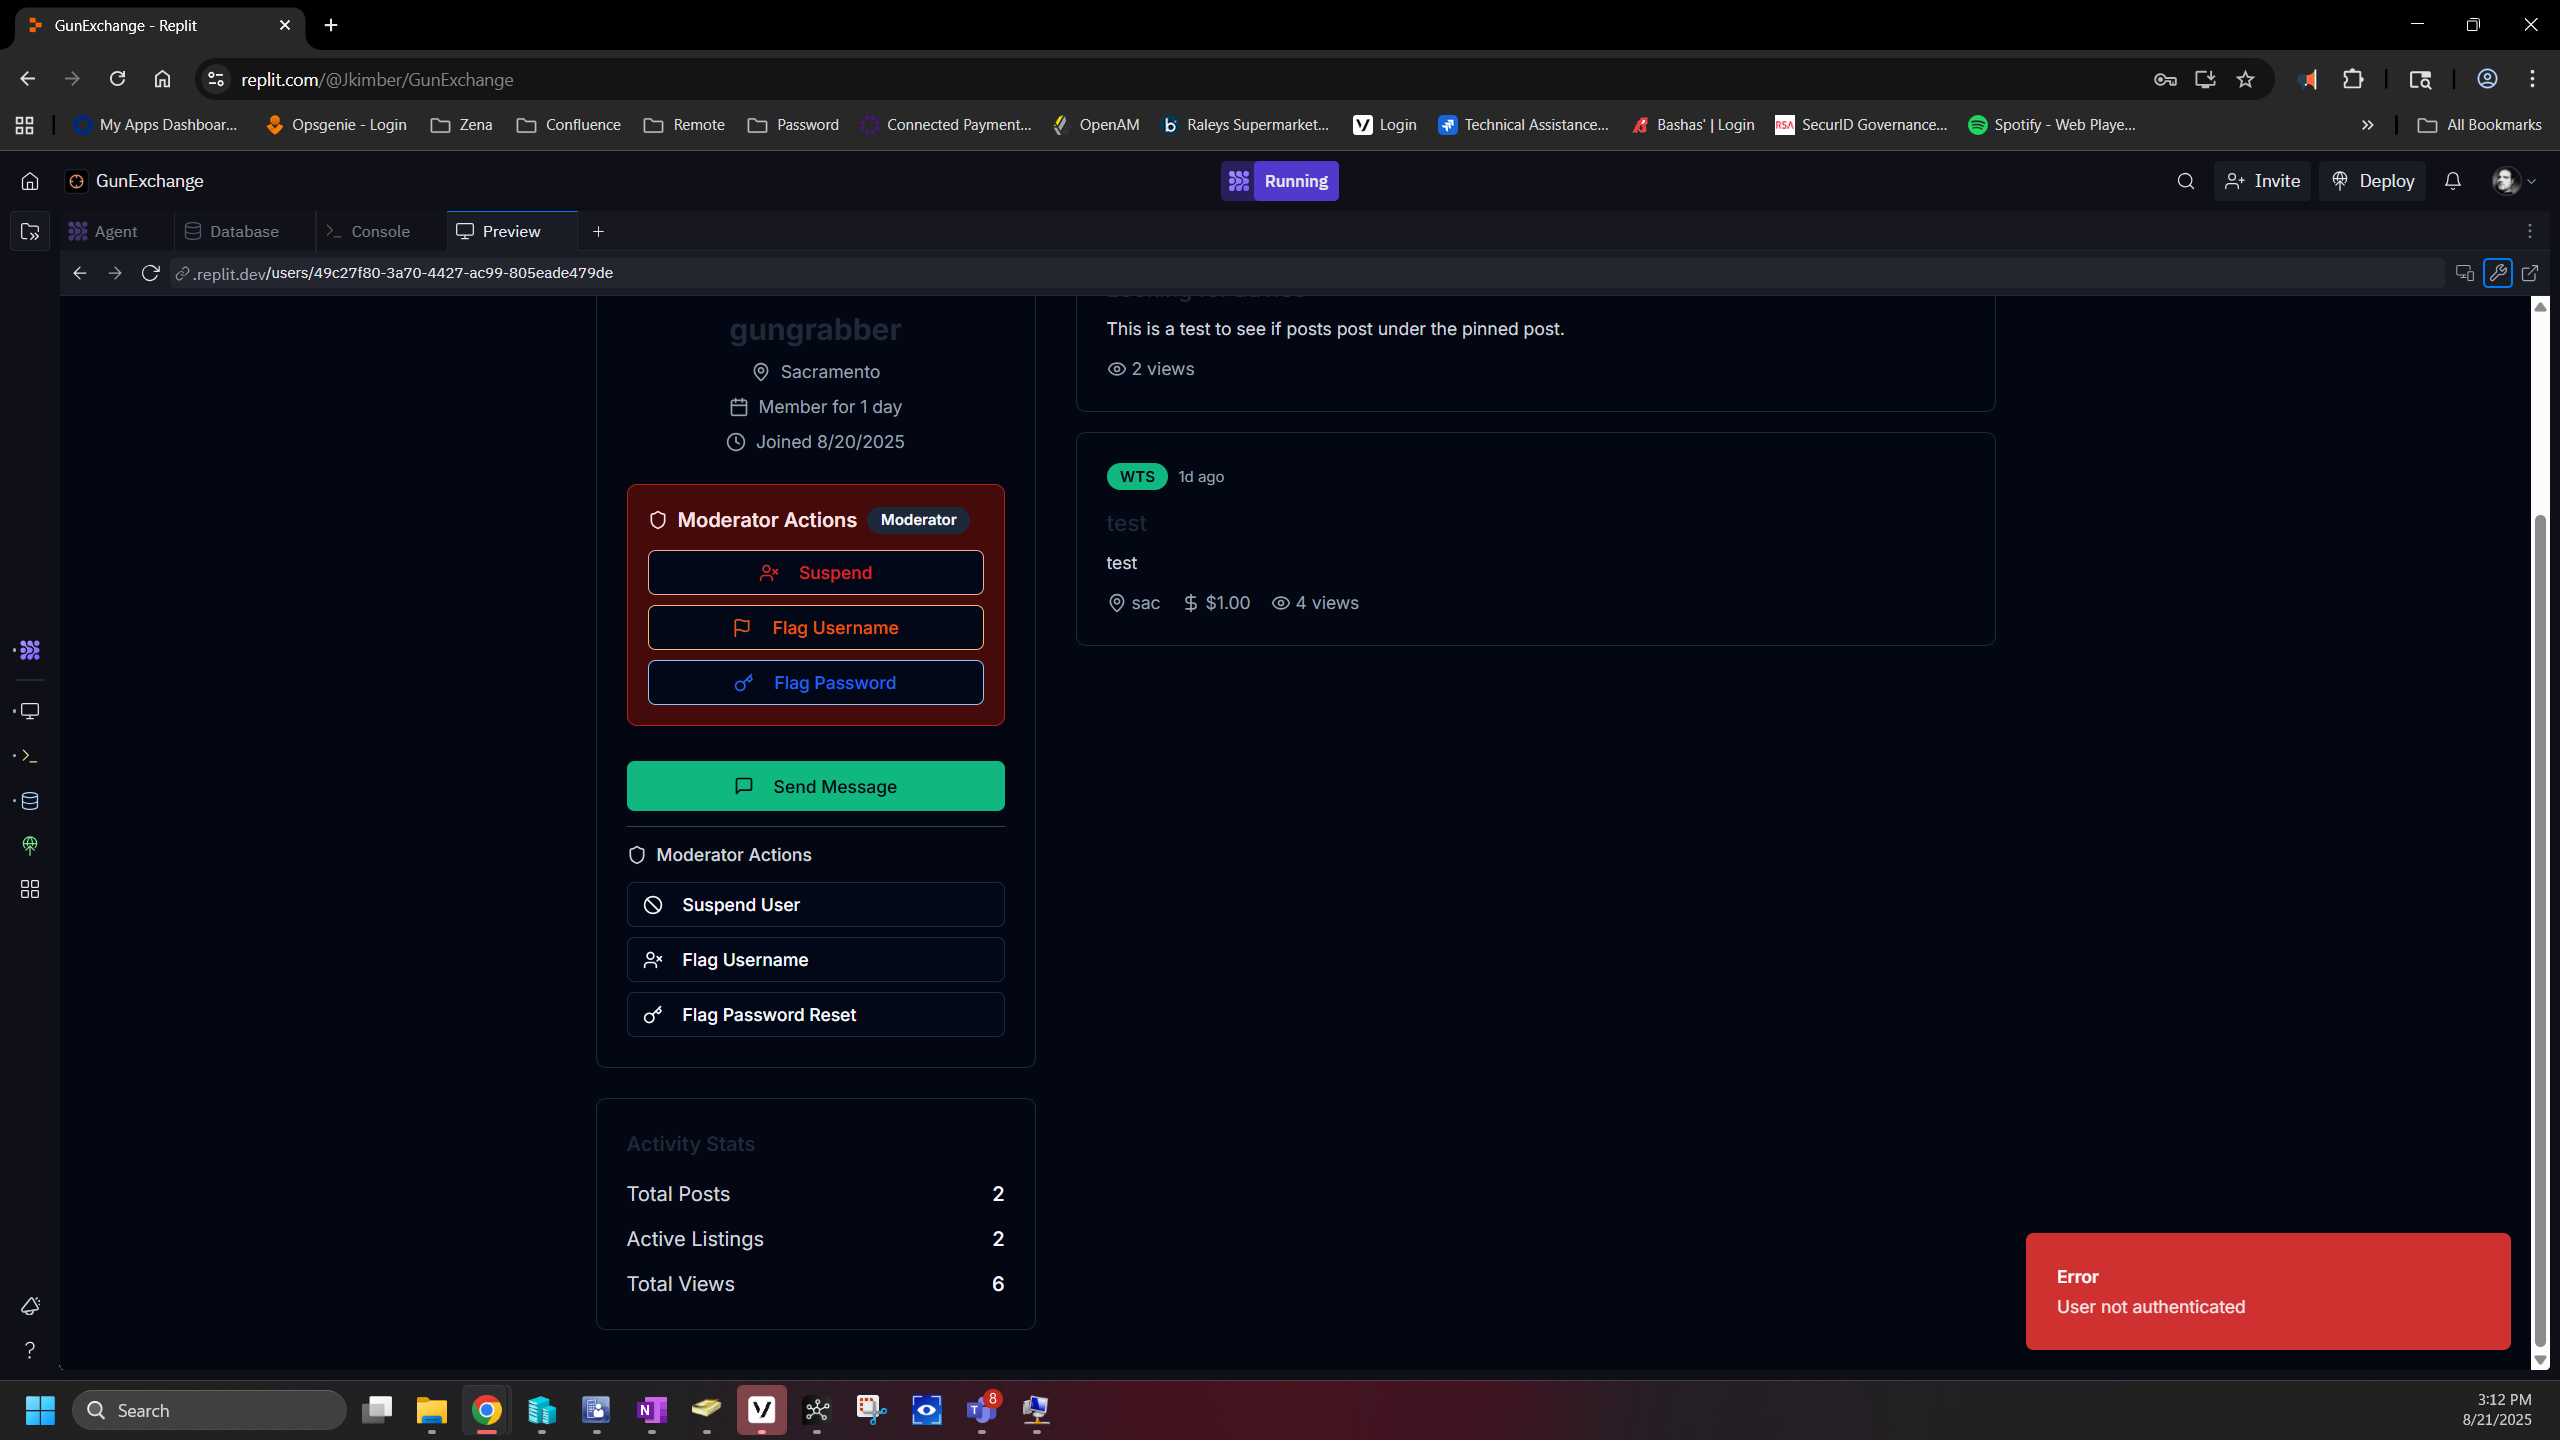 GunExchange - Replit
replit.com/@Jkimber/GunExchange
My Apps Dashboar...
Opsgenie - Login
Zena
Confluence
Remote
Password
Connected Payment...
OpenAM
Raleys Supermarket...
Login
Technical Assistance...
Bashas' | Login
RSA
SecurID Governance...
Spotify - Web Playe...
All Bookmarks
GunExchange
Running
Invite
Deploy
Agent
Database
Console
Preview
.replit.dev/users/49c27f80-3a70-4427-ac99-805eade479de
gungrabber
Sacramento
Member for 1 day
Joined 8/20/2025
Moderator Actions
Moderator
Suspend
Flag Username
Flag Password
Send Message
Moderator Actions
Suspend User
Flag Username
Flag Password Reset
Activity Stats
Total Posts 2
Active Listings 2
Total Views 6
This is a test to see if posts post under the pinned post.
2 views
WTS 1d ago
test
test
sac $1.00 4 views
Error
User not authenticated
Search
8
3:12 PM
8/21/2025